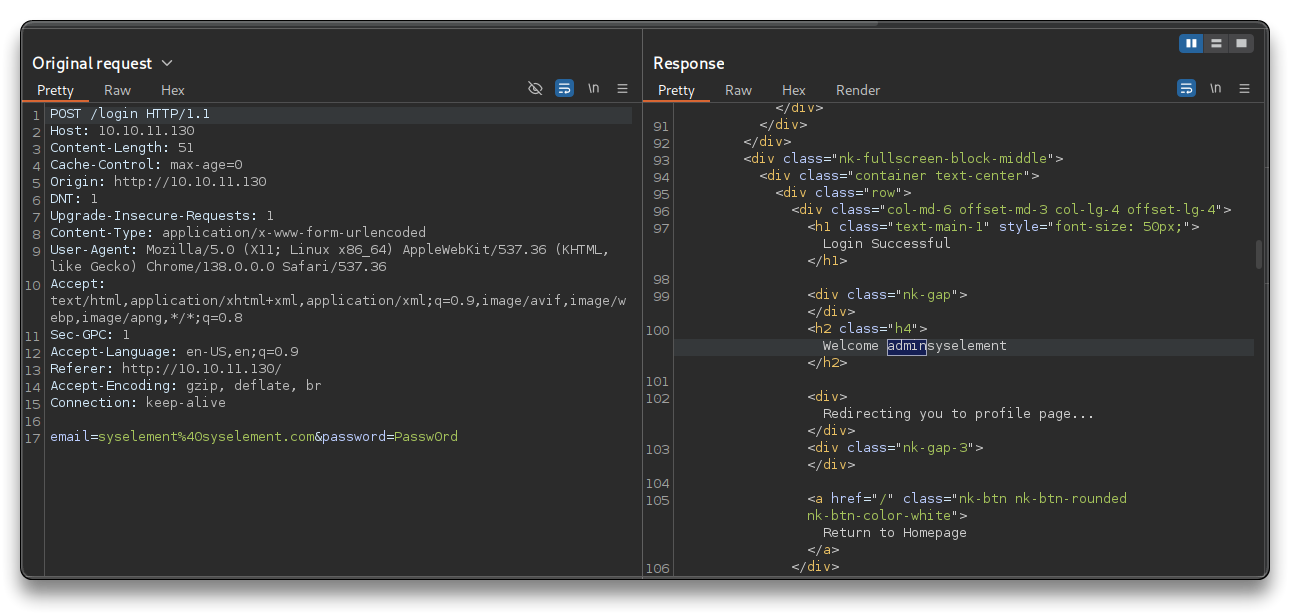 Original request
Pretty Raw Hex \n
1 POST /login HTTP/1.1
2 Host: 10.10.11.130
3 Content-Length: 51
4 Cache-Control: max-age=0
5 Origin: http://10.10.11.130
6 DNT: 1
7 Upgrade-Insecure-Requests: 1
8 Content-Type: application/x-www-form-urlencoded
9 User-Agent: Mozilla/5.0 (X11; Linux x86_64) AppleWebKit/537.36 (KHTML,
like Gecko) Chrome/138.0.0.0 Safari/537.36
10 Accept:
text/html,application/xhtml+xml,application/xml;q=0.9,image/avif,image/w
ebp,image/apng,*/*;q=0.8
11 Sec-GPC: 1
12 Accept-Language: en-US,en;q=0.9
13 Referer: http://10.10.11.130/
14 Accept-Encoding: gzip, deflate, br
15 Connection: keep-alive
16
17 email=syselement%40syselement.com&password=Passw0rd
Response
Pretty Raw Hex Render \n
</div>
91 </div>
92 </div>
93 <div class="nk-fullscreen-block-middle">
94 <div class="container text-center">
95 <div class="row">
96 <div class="col-md-6 offset-md-3 col-lg-4 offset-lg-4">
97 <h1 class="text-main-1" style="font-size: 50px;">
Login Successful
</h1>
98
99 <div class="nk-gap">
</div>
100 <h2 class="h4">
Welcome adminsyselement
</h2>
101
102 <div>
Redirecting you to profile page...
</div>
103 <div class="nk-gap-3">
</div>
104
105 <a href="/" class="nk-btn nk-btn-rounded
nk-btn-color-white">
Return to Homepage
</a>
106 </div>